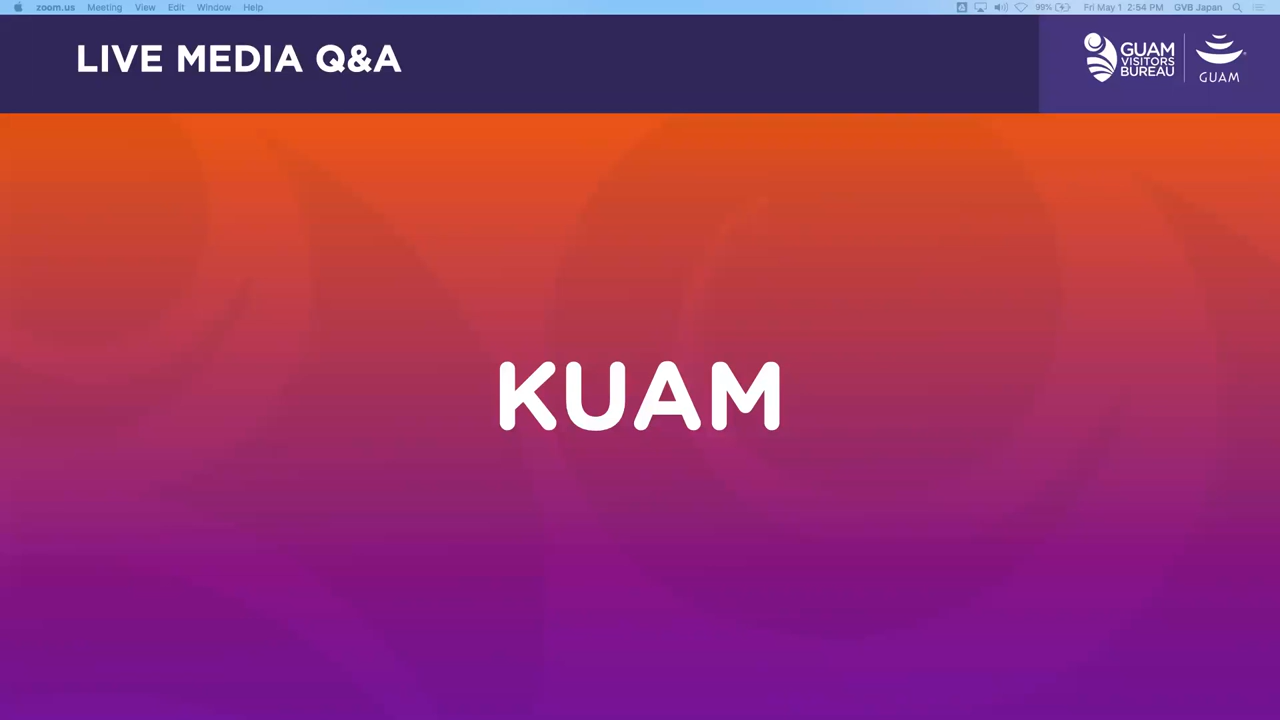 zoom.us Meeting View Edit Window Help 99% Fri May 1 2:54 PM GVB Japan
LIVE MEDIA Q&A
GUAM
VISITORS
BUREAU
GUAM
KUAM